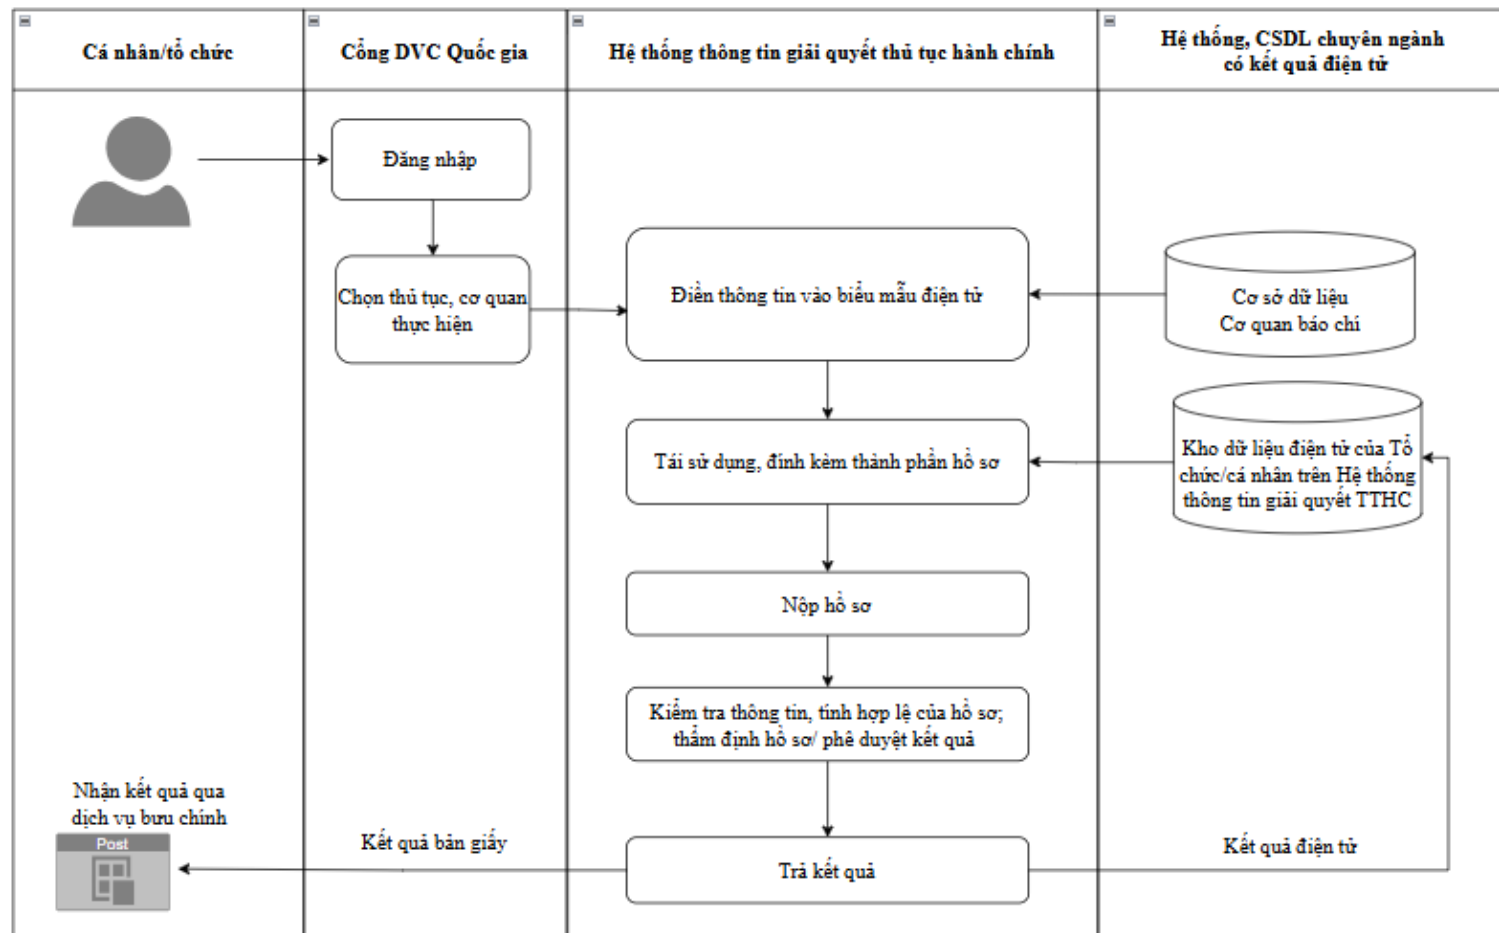 Cá nhân/tổ chức
Cổng DVC Quốc gia
Hệ thống thông tin giải quyết thủ tục hành chính
Hệ thống, CSDL chuyên ngành
có kết quả điện tử
Đăng nhập
Chọn thủ tục, cơ quan
thực hiện
Điền thông tin vào biểu mẫu điện tử
Cơ sở dữ liệu
Cơ quan báo chí
Tái sử dụng, đính kèm thành phần hồ sơ
Kho dữ liệu điện tử của Tổ
chức/cá nhân trên Hệ thống
thông tin giải quyết TTHC
Nộp hồ sơ
Kiểm tra thông tin, tính hợp lệ của hồ sơ;
thẩm định hồ sơ/ phê duyệt kết quả
Nhận kết quả qua
dịch vụ bưu chính
Post
Kết quả bản giấy
Trả kết quả
Kết quả điện tử